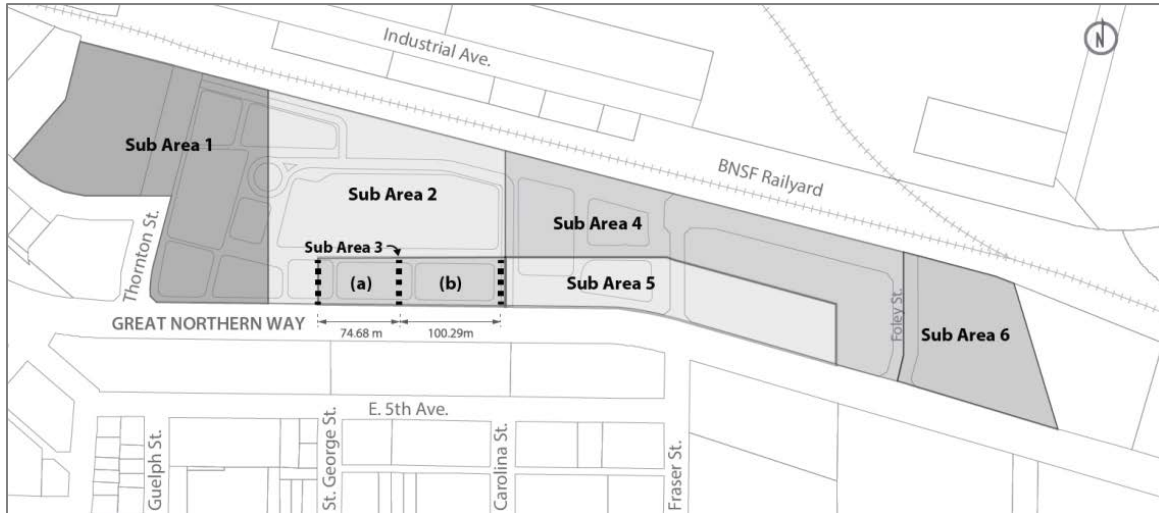 N
Industrial Ave.
BNSF Railyard
Sub Area 1
Sub Area 2
Sub Area 3
(a)
(b)
Sub Area 4
Sub Area 5
Sub Area 6
Thornton St.
Foley St.
GREAT NORTHERN WAY
74.68 m
100.29m
E. 5th Ave.
Guelph St.
St. George St.
Carolina St.
Fraser St.